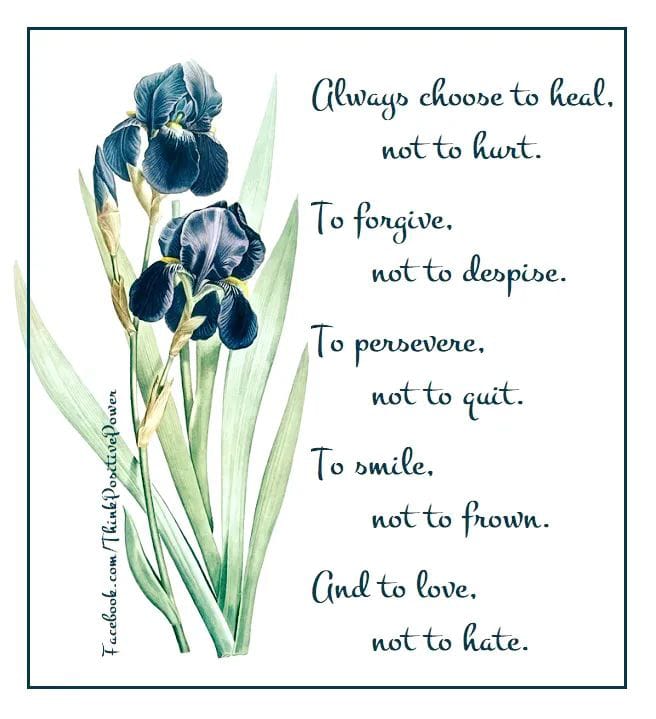 Always choose to heal,
not to hurt.
To forgive,
not to despise.
To persevere,
not to quit.
To smile,
not to frown.
And to love,
not to hate.
Facebook.com/ThinkPositivePower